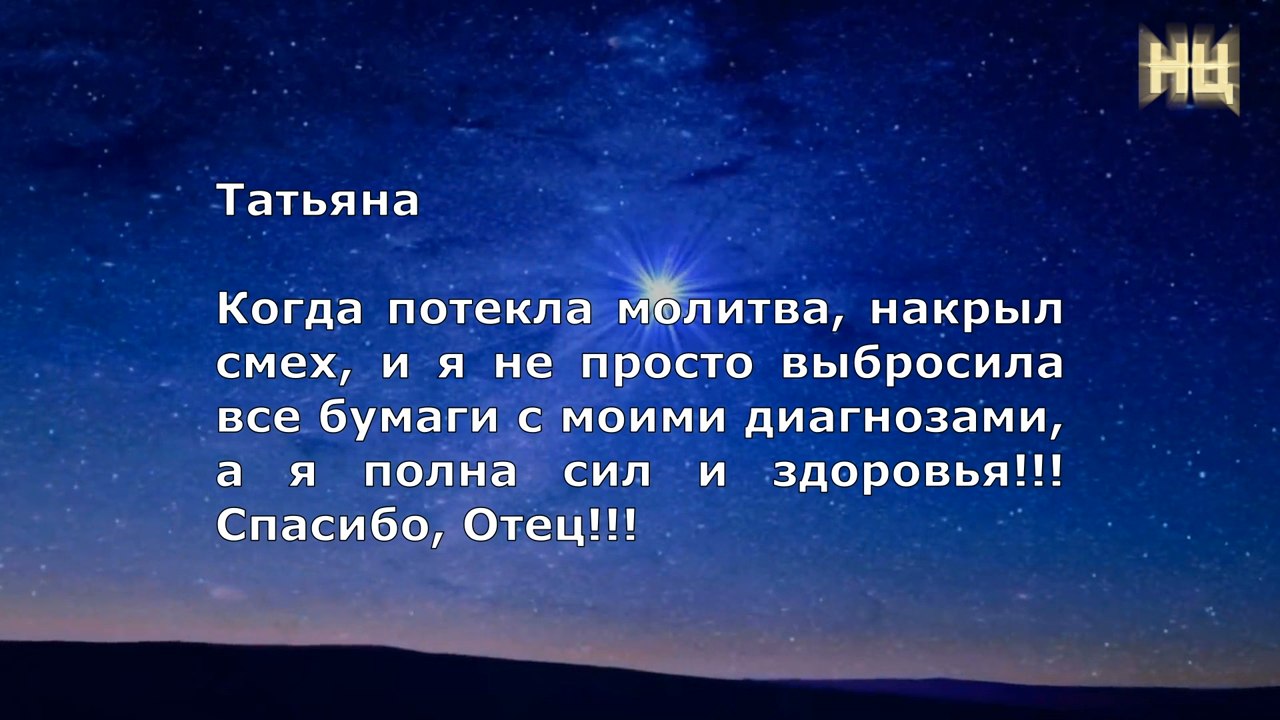 НЦ
Татьяна
Когда потекла молитва, накрыл
смех, и я не просто выбросила
все бумаги с моими диагнозами,
а я полна сил и здоровья!!!
Спасибо, Отец!!!